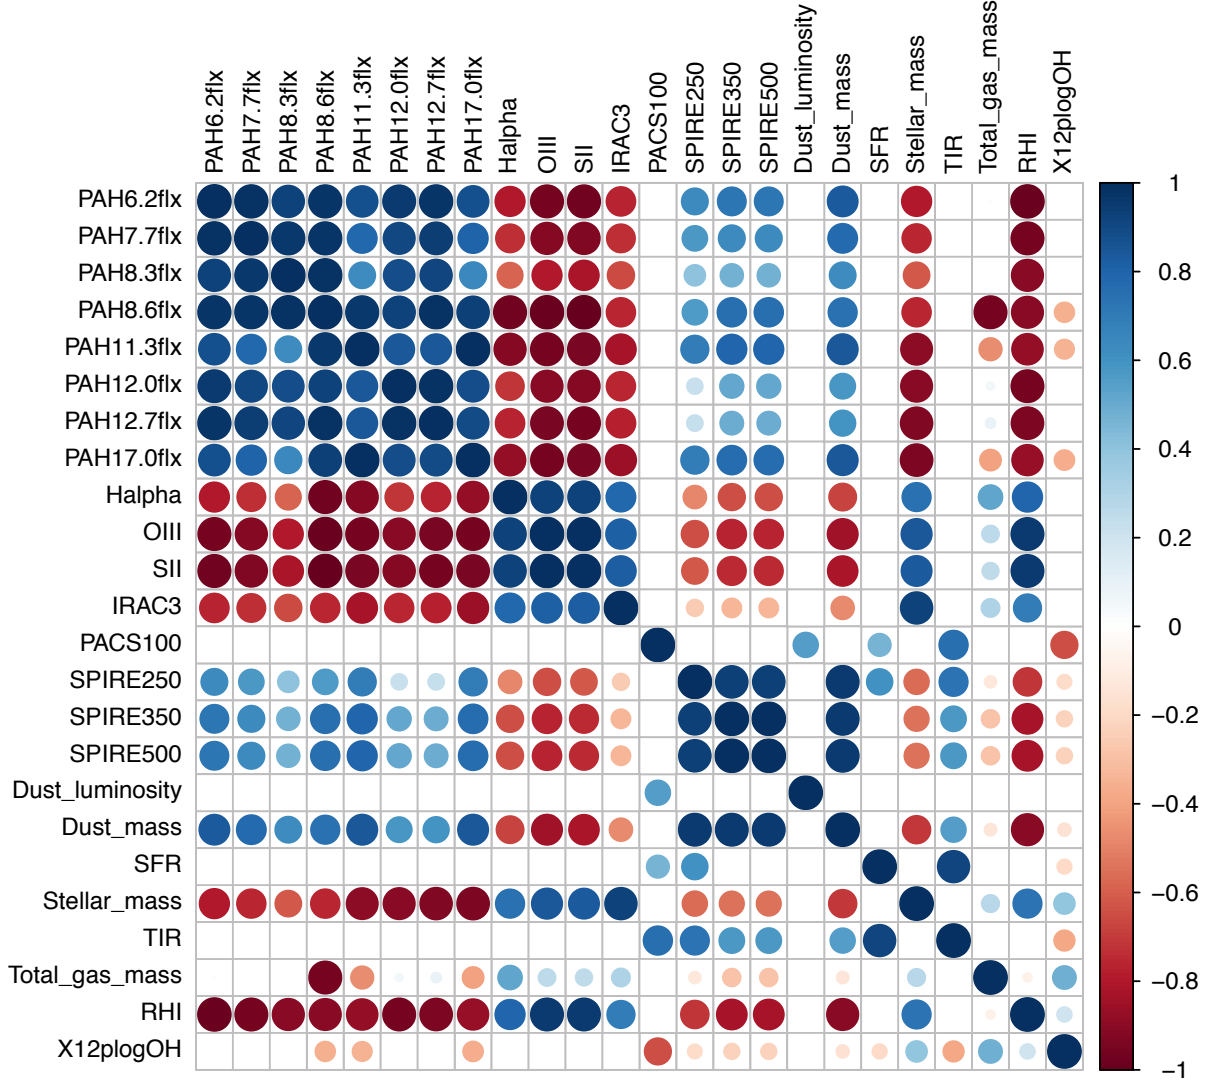 PAH6.2flx
PAH7.7flx
PAH8.3flx
PAH8.6flx
PAH11.3flx
PAH12.0flx
PAH12.7flx
PAH17.0flx
Halpha
OIII
SII
IRAC3
PACS100
SPIRE250
SPIRE350
SPIRE500
Dust_luminosity
Dust_mass
SFR
Stellar_mass
TIR
Total_gas_mass
RHI
X12plogOH
PAH6.2flx
PAH7.7flx
PAH8.3flx
PAH8.6flx
PAH11.3flx
PAH12.0flx
PAH12.7flx
PAH17.0flx
Halpha
OIII
SII
IRAC3
PACS100
SPIRE250
SPIRE350
SPIRE500
Dust_luminosity
Dust_mass
SFR
Stellar_mass
TIR
Total_gas_mass
RHI
X12plogOH
1
0.8
0.6
0.4
0.2
0
−0.2
−0.4
−0.6
−0.8
−1